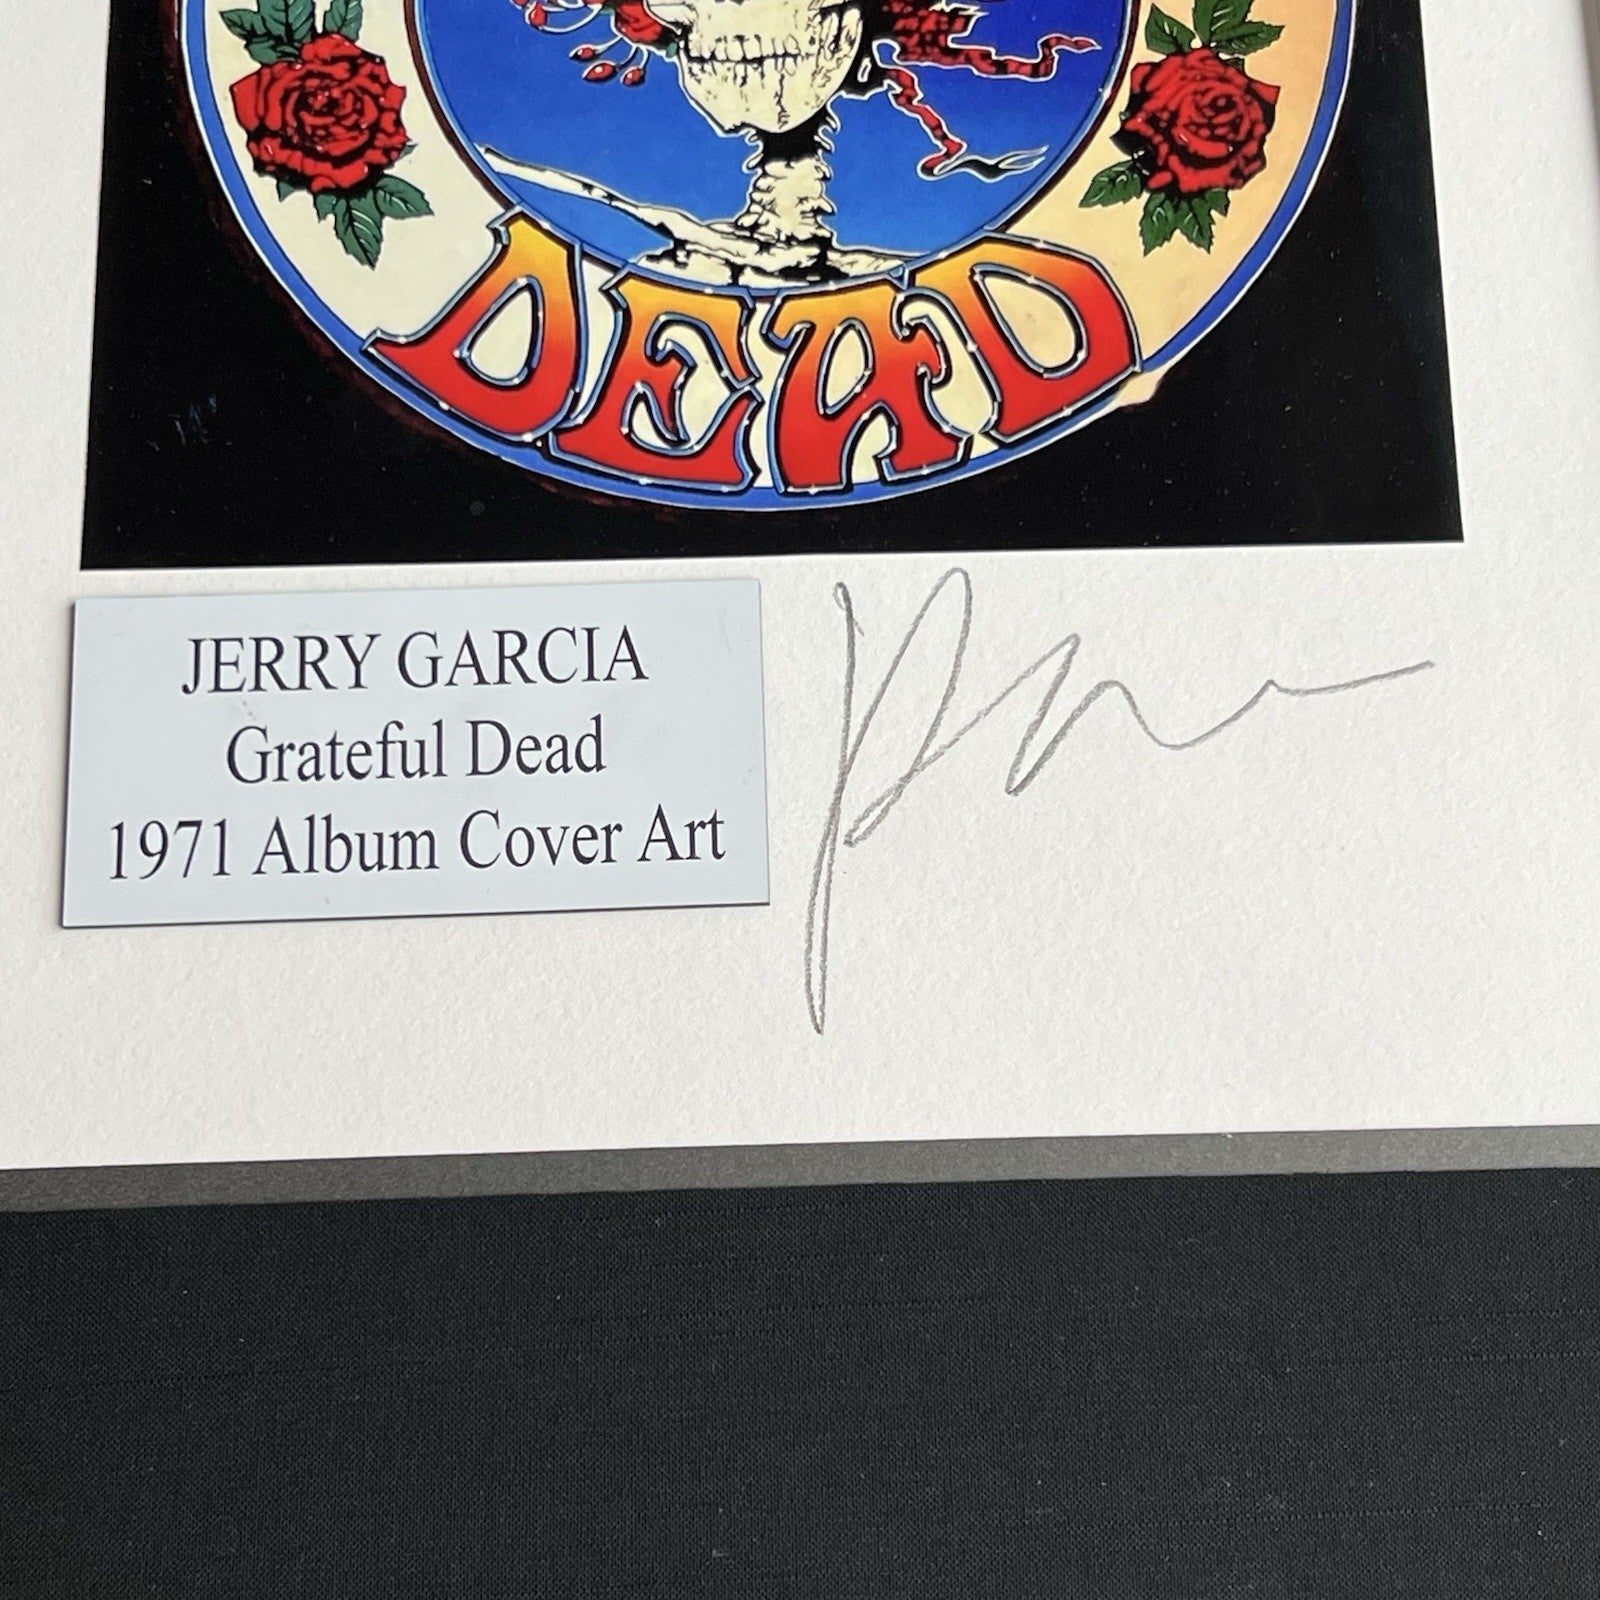 DEAD
JERRY GARCIA
Grateful Dead
1971 Album Cover Art